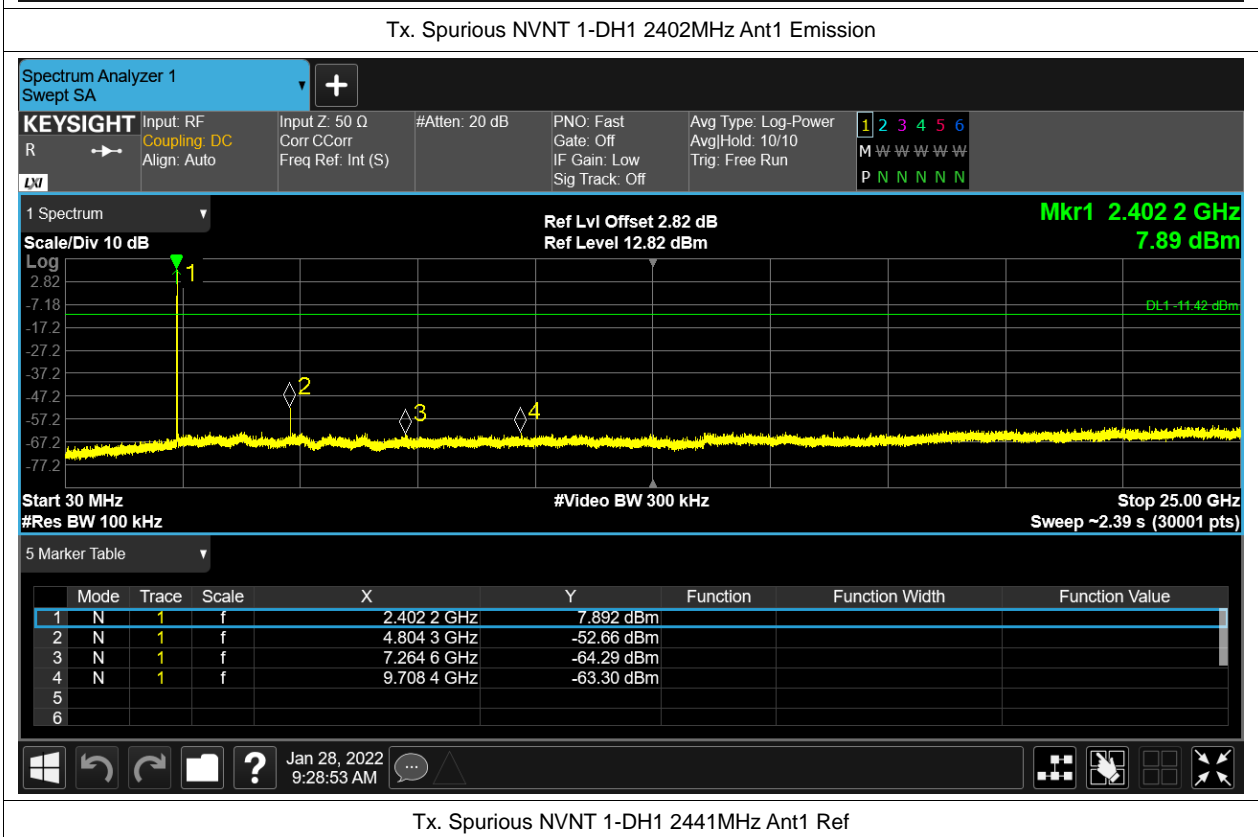 Tx. Spurious NVNT 1-DH1 2402MHz Ant1 Emission
Spectrum Analyzer 1
Swept SA
+
KEYSIGHT
R
LXI
Input: RF
Coupling: DC
Align: Auto
Input Z: 50 Ω
Corr CCorr
Freq Ref: Int (S)
#Atten: 20 dB
PNO: Fast
Gate: Off
IF Gain: Low
Sig Track: Off
Avg Type: Log-Power
Avg|Hold: 10/10
Trig: Free Run
1 2 3 4 5 6
M W W W W W
P N N N N N
1 Spectrum
Scale/Div 10 dB
Ref Lvl Offset 2.82 dB
Ref Level 12.82 dBm
Mkr1 2.402 2 GHz
7.89 dBm
Log
2.82
-7.18
-17.2
-27.2
-37.2
-47.2
-57.2
-67.2
-77.2
1
2
3
4
DL1 -11.42 dBm
Start 30 MHz
#Video BW 300 kHz
Stop 25.00 GHz
#Res BW 100 kHz
Sweep ~2.39 s (30001 pts)
5 Marker Table
Mode Trace Scale X Y Function Function Width Function Value
1 N 1 f 2.402 2 GHz 7.892 dBm
2 N 1 f 4.804 3 GHz -52.66 dBm
3 N 1 f 7.264 6 GHz -64.29 dBm
4 N 1 f 9.708 4 GHz -63.30 dBm
5
6
?
Jan 28, 2022
9:28:53 AM
Tx. Spurious NVNT 1-DH1 2441MHz Ant1 Ref